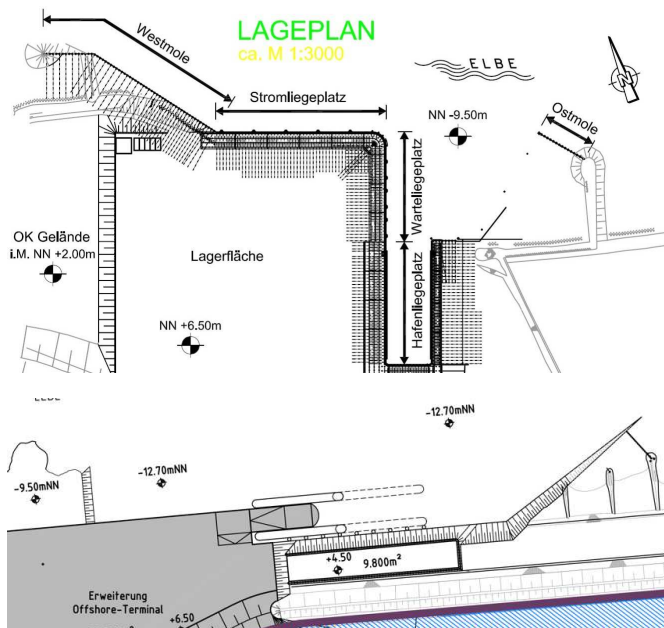 LAGEPLAN
ca. M 1:3000
Westmole
Stromliegeplatz
ELBE
N
NN -9.50m
Ostmole
Warteliegeplatz
OK Gelände
i.M. NN +2.00m
Lagerfläche
Hafenliegeplatz
NN +6.50m
-12.70mNN
-12.70mNN
-9.50mNN
+4.50
9.800m²
Erweiterung
Offshore-Terminal
+6.50